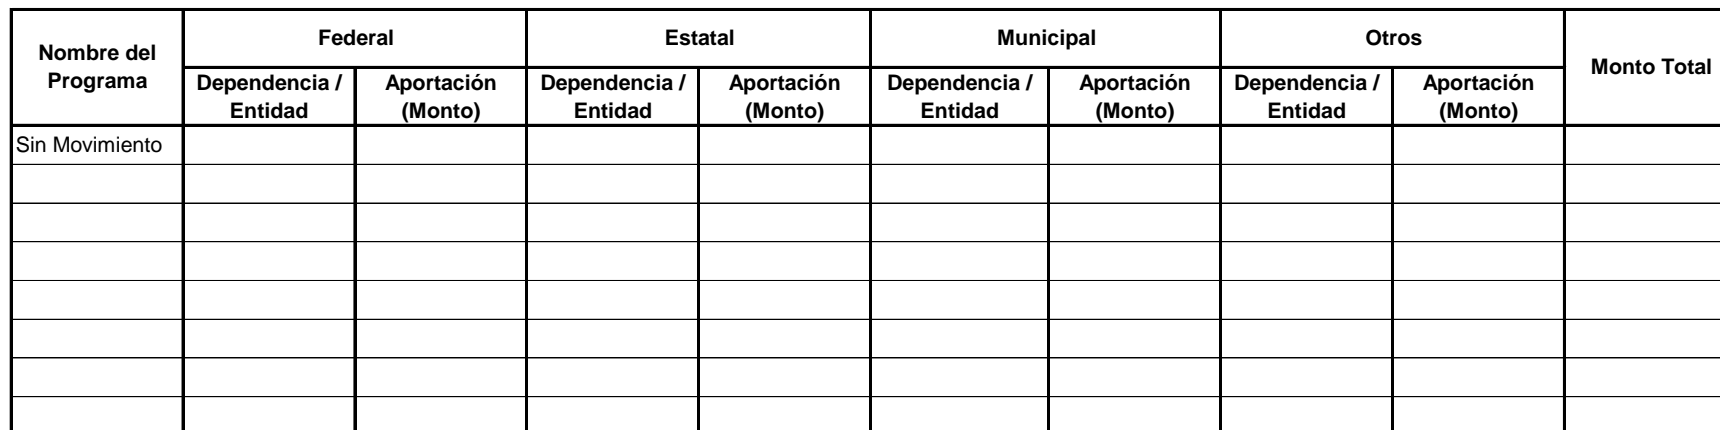 Nombre del
Programa
Federal
Estatal
Municipal
Otros
Monto Total
Dependencia /
Entidad
Aportación
(Monto)
Dependencia /
Entidad
Aportación
(Monto)
Dependencia /
Entidad
Aportación
(Monto)
Dependencia /
Entidad
Aportación
(Monto)
Sin Movimiento